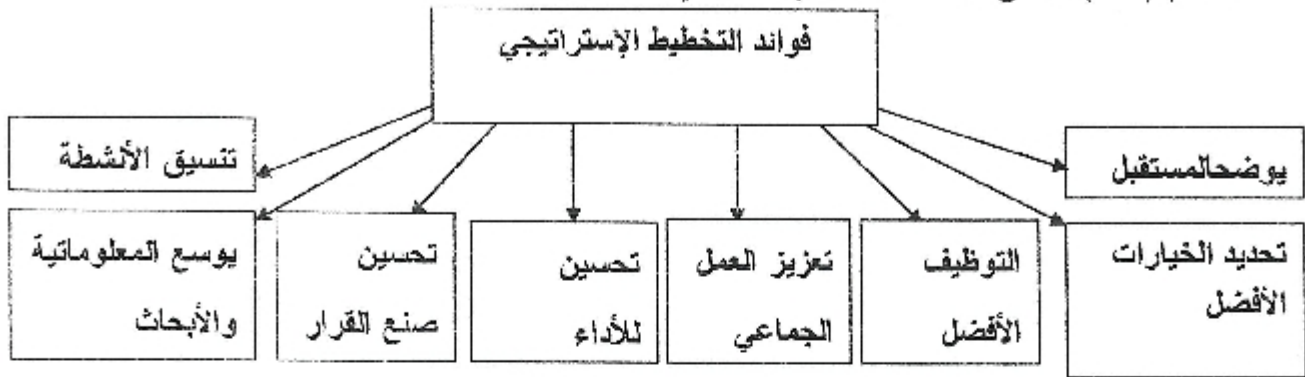 فوائد التخطيط الإستراتيجي
يوضحالمستقبل
تنسيق الأنشطة
تحديد الخيارات
الأفضل
التوظيف
الأفضل
تعزيز العمل
الجماعي
تحسين
للأداء
تحسين
صنع القرار
يوسع المعلوماتية
والأبحاث